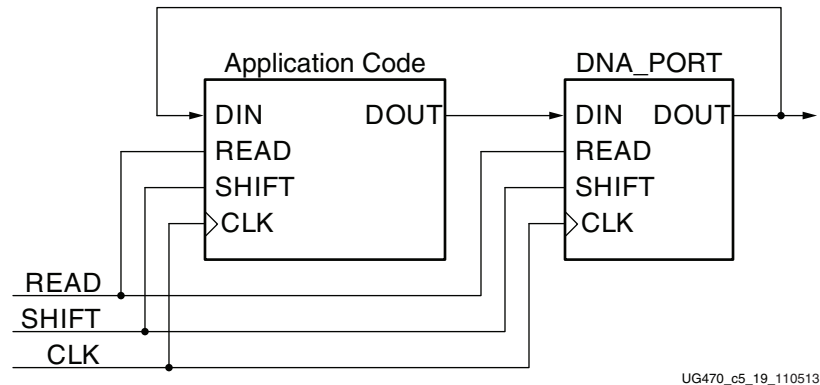 Application Code DNA_PORT
DIN DOUT DIN DOUT
READ READ
SHIFT SHIFT
CLK CLK
READ
SHIFT
CLK
UG470_c5_19_110513